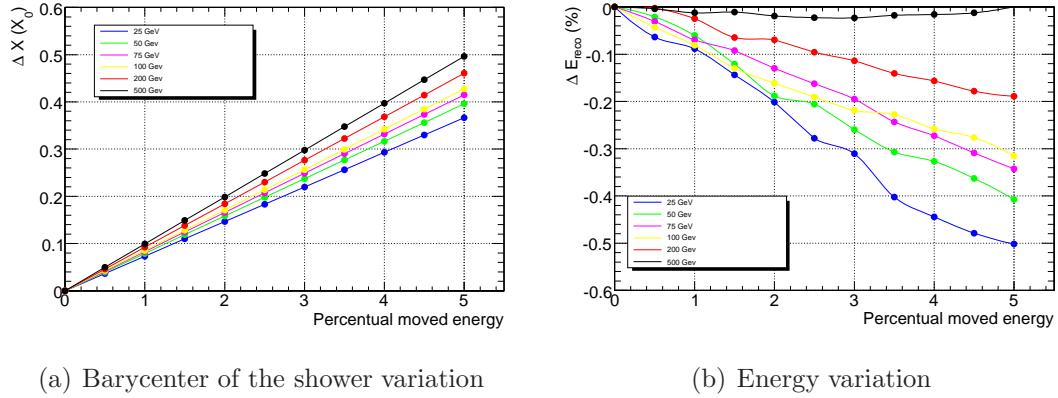 Δ X (X0)
0.6
0.5
0.4
0.3
0.2
0.1
0
25 GeV
50 Gev
75 GeV
100 Gev
200 GeV
500 Gev
0 1 2 3 4 5
Percentual moved energy
(a) Barycenter of the shower variation
Δ Ereco (%)
0
-0.1
-0.2
-0.3
-0.4
-0.5
-0.6
25 GeV
50 Gev
75 GeV
100 Gev
200 GeV
500 Gev
0 1 2 3 4 5
Percentual moved energy
(b) Energy variation